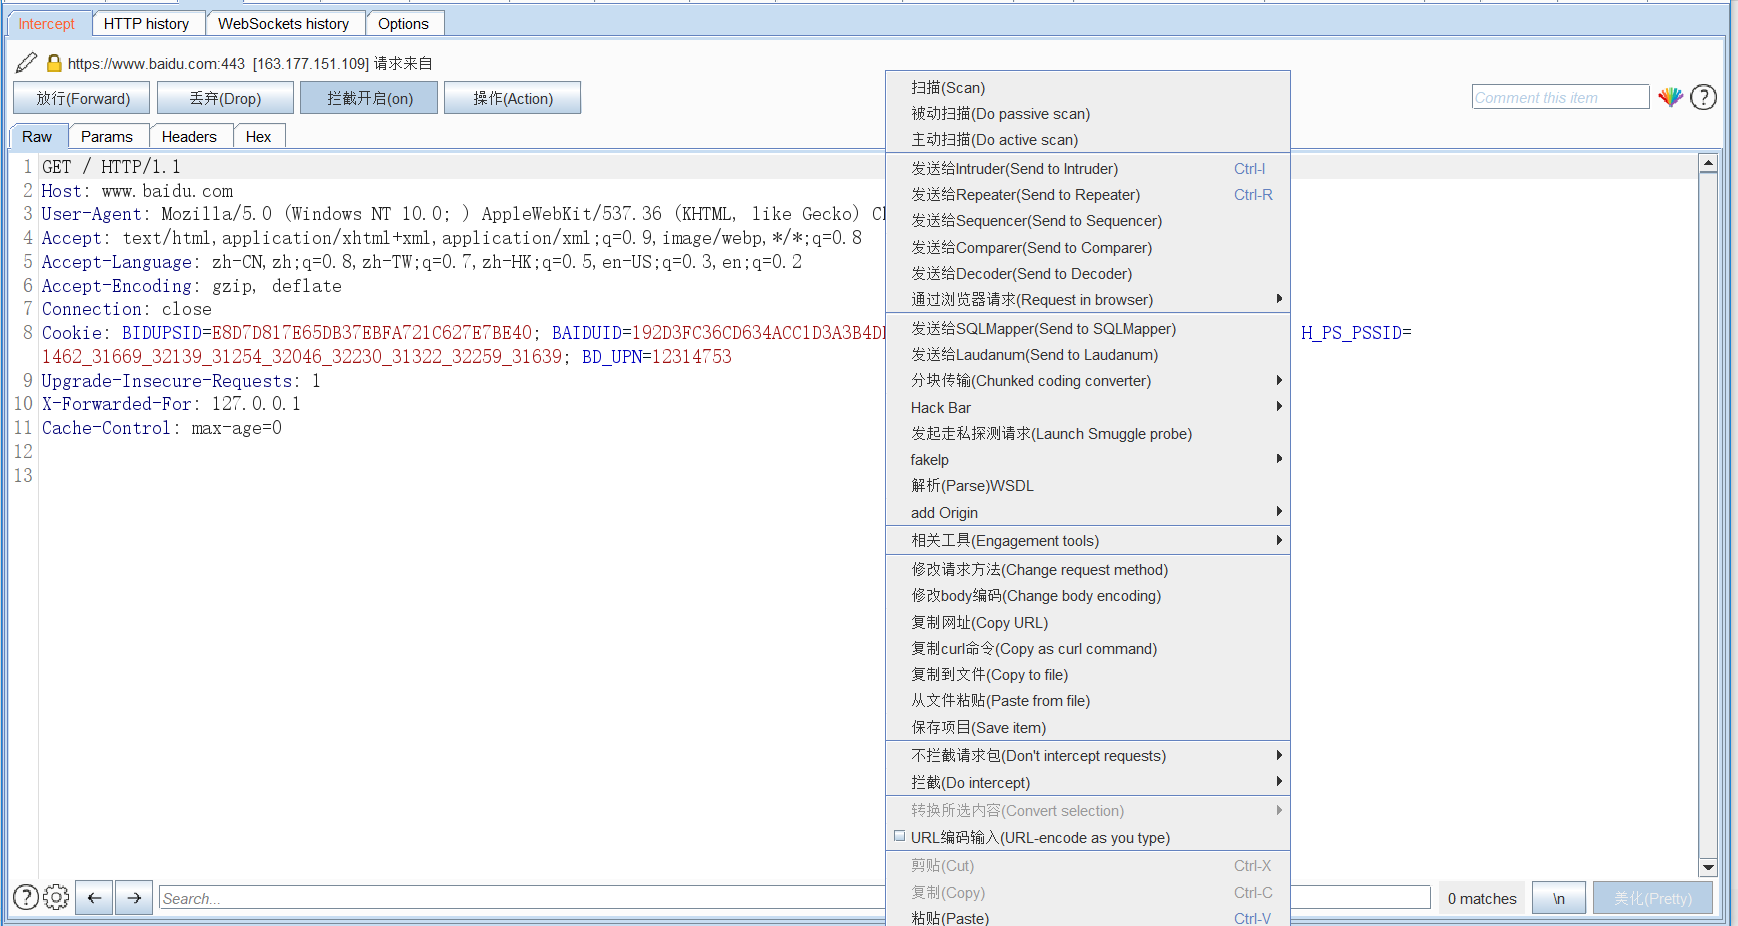 Intercept HTTP history WebSockets history Options
https://www.baidu.com:443 [163.177.151.109] 请求来自
放行(Forward) 丢弃(Drop) 拦截开启(on) 操作(Action) Comment this item ?
Raw Params Headers Hex
1 GET / HTTP/1.1
2 Host: www.baidu.com
3 User-Agent: Mozilla/5.0 (Windows NT 10.0; ) AppleWebKit/537.36 (KHTML, like Gecko)
4 Accept: text/html,application/xhtml+xml,application/xml;q=0.9,image/webp,*/*;q=0.8
5 Accept-Language: zh-CN,zh;q=0.8,zh-TW;q=0.7,zh-HK;q=0.5,en-US;q=0.3,en;q=0.2
6 Accept-Encoding: gzip, deflate
7 Connection: close
8 Cookie: BIDUPSID=E8D7D817E65DB37EBFA721C627E7BE40; BAIDUID=192D3FC36CD634ACC1D3A3B4D H_PS_PSSID=
1462_31669_32139_31254_32046_32230_31322_32259_31639; BD_UPN=12314753
9 Upgrade-Insecure-Requests: 1
10 X-Forwarded-For: 127.0.0.1
11 Cache-Control: max-age=0
12
13
扫描(Scan)
被动扫描(Do passive scan)
主动扫描(Do active scan)
发送给Intruder(Send to Intruder) Ctrl-I
发送给Repeater(Send to Repeater) Ctrl-R
发送给Sequencer(Send to Sequencer)
发送给Comparer(Send to Comparer)
发送给Decoder(Send to Decoder)
通过浏览器请求(Request in browser)
发送给SQLMapper(Send to SQLMapper)
发送给Laudanum(Send to Laudanum)
分块传输(Chunked coding converter)
Hack Bar
发起走私探测请求(Launch Smuggle probe)
fakeIp
解析(Parse)WSDL
add Origin
相关工具(Engagement tools)
修改请求方法(Change request method)
修改body编码(Change body encoding)
复制网址(Copy URL)
复制curl命令(Copy as curl command)
复制到文件(Copy to file)
从文件粘贴(Paste from file)
保存项目(Save item)
不拦截请求包(Don't intercept requests)
拦截(Do intercept)
转换所选内容(Convert selection)
URL编码输入(URL-encode as you type)
剪贴(Cut) Ctrl-X
复制(Copy) Ctrl-C
粘贴(Paste) Ctrl-V
? Search... 0 matches \n 美化(Pretty)